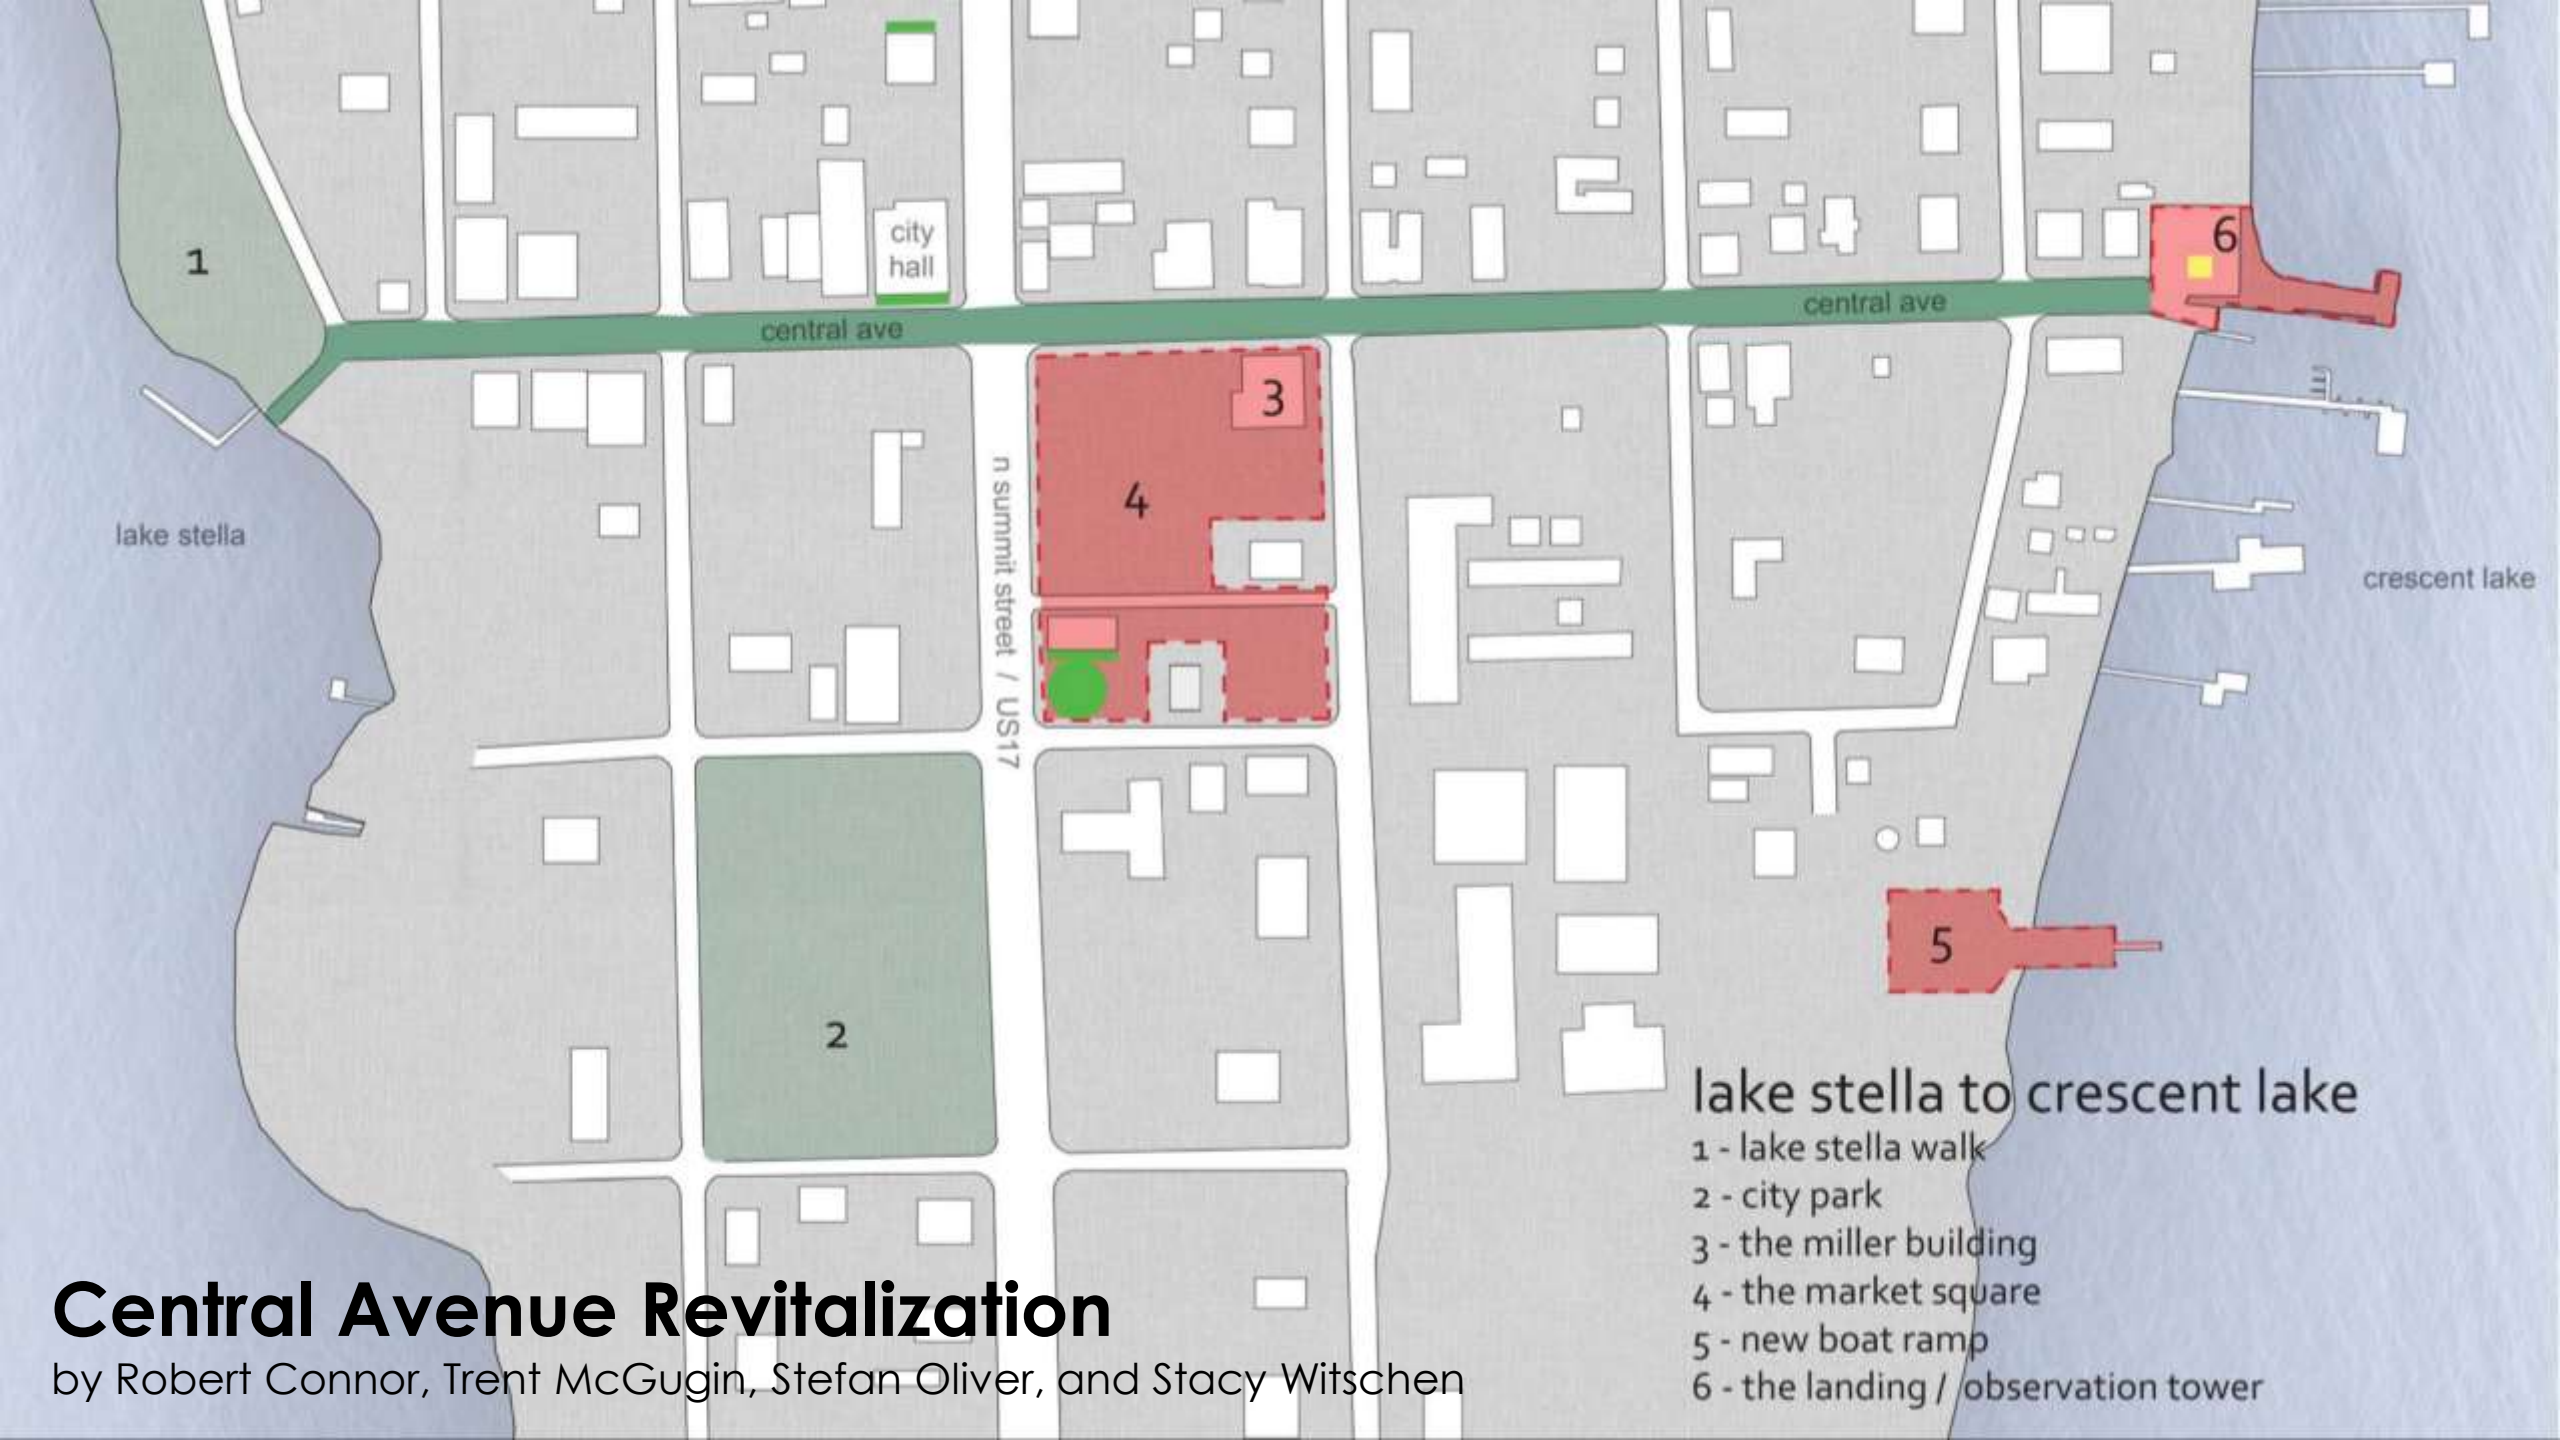 city
hall
1
6
central ave
central ave
3
4
n summit street / US17
lake stella
crescent lake
2
5
lake stella to crescent lake
1 - lake stella walk
2 - city park
3 - the miller building
4 - the market square
5 - new boat ramp
6 - the landing / observation tower
Central Avenue Revitalization
by Robert Connor, Trent McGugin, Stefan Oliver, and Stacy Witschen